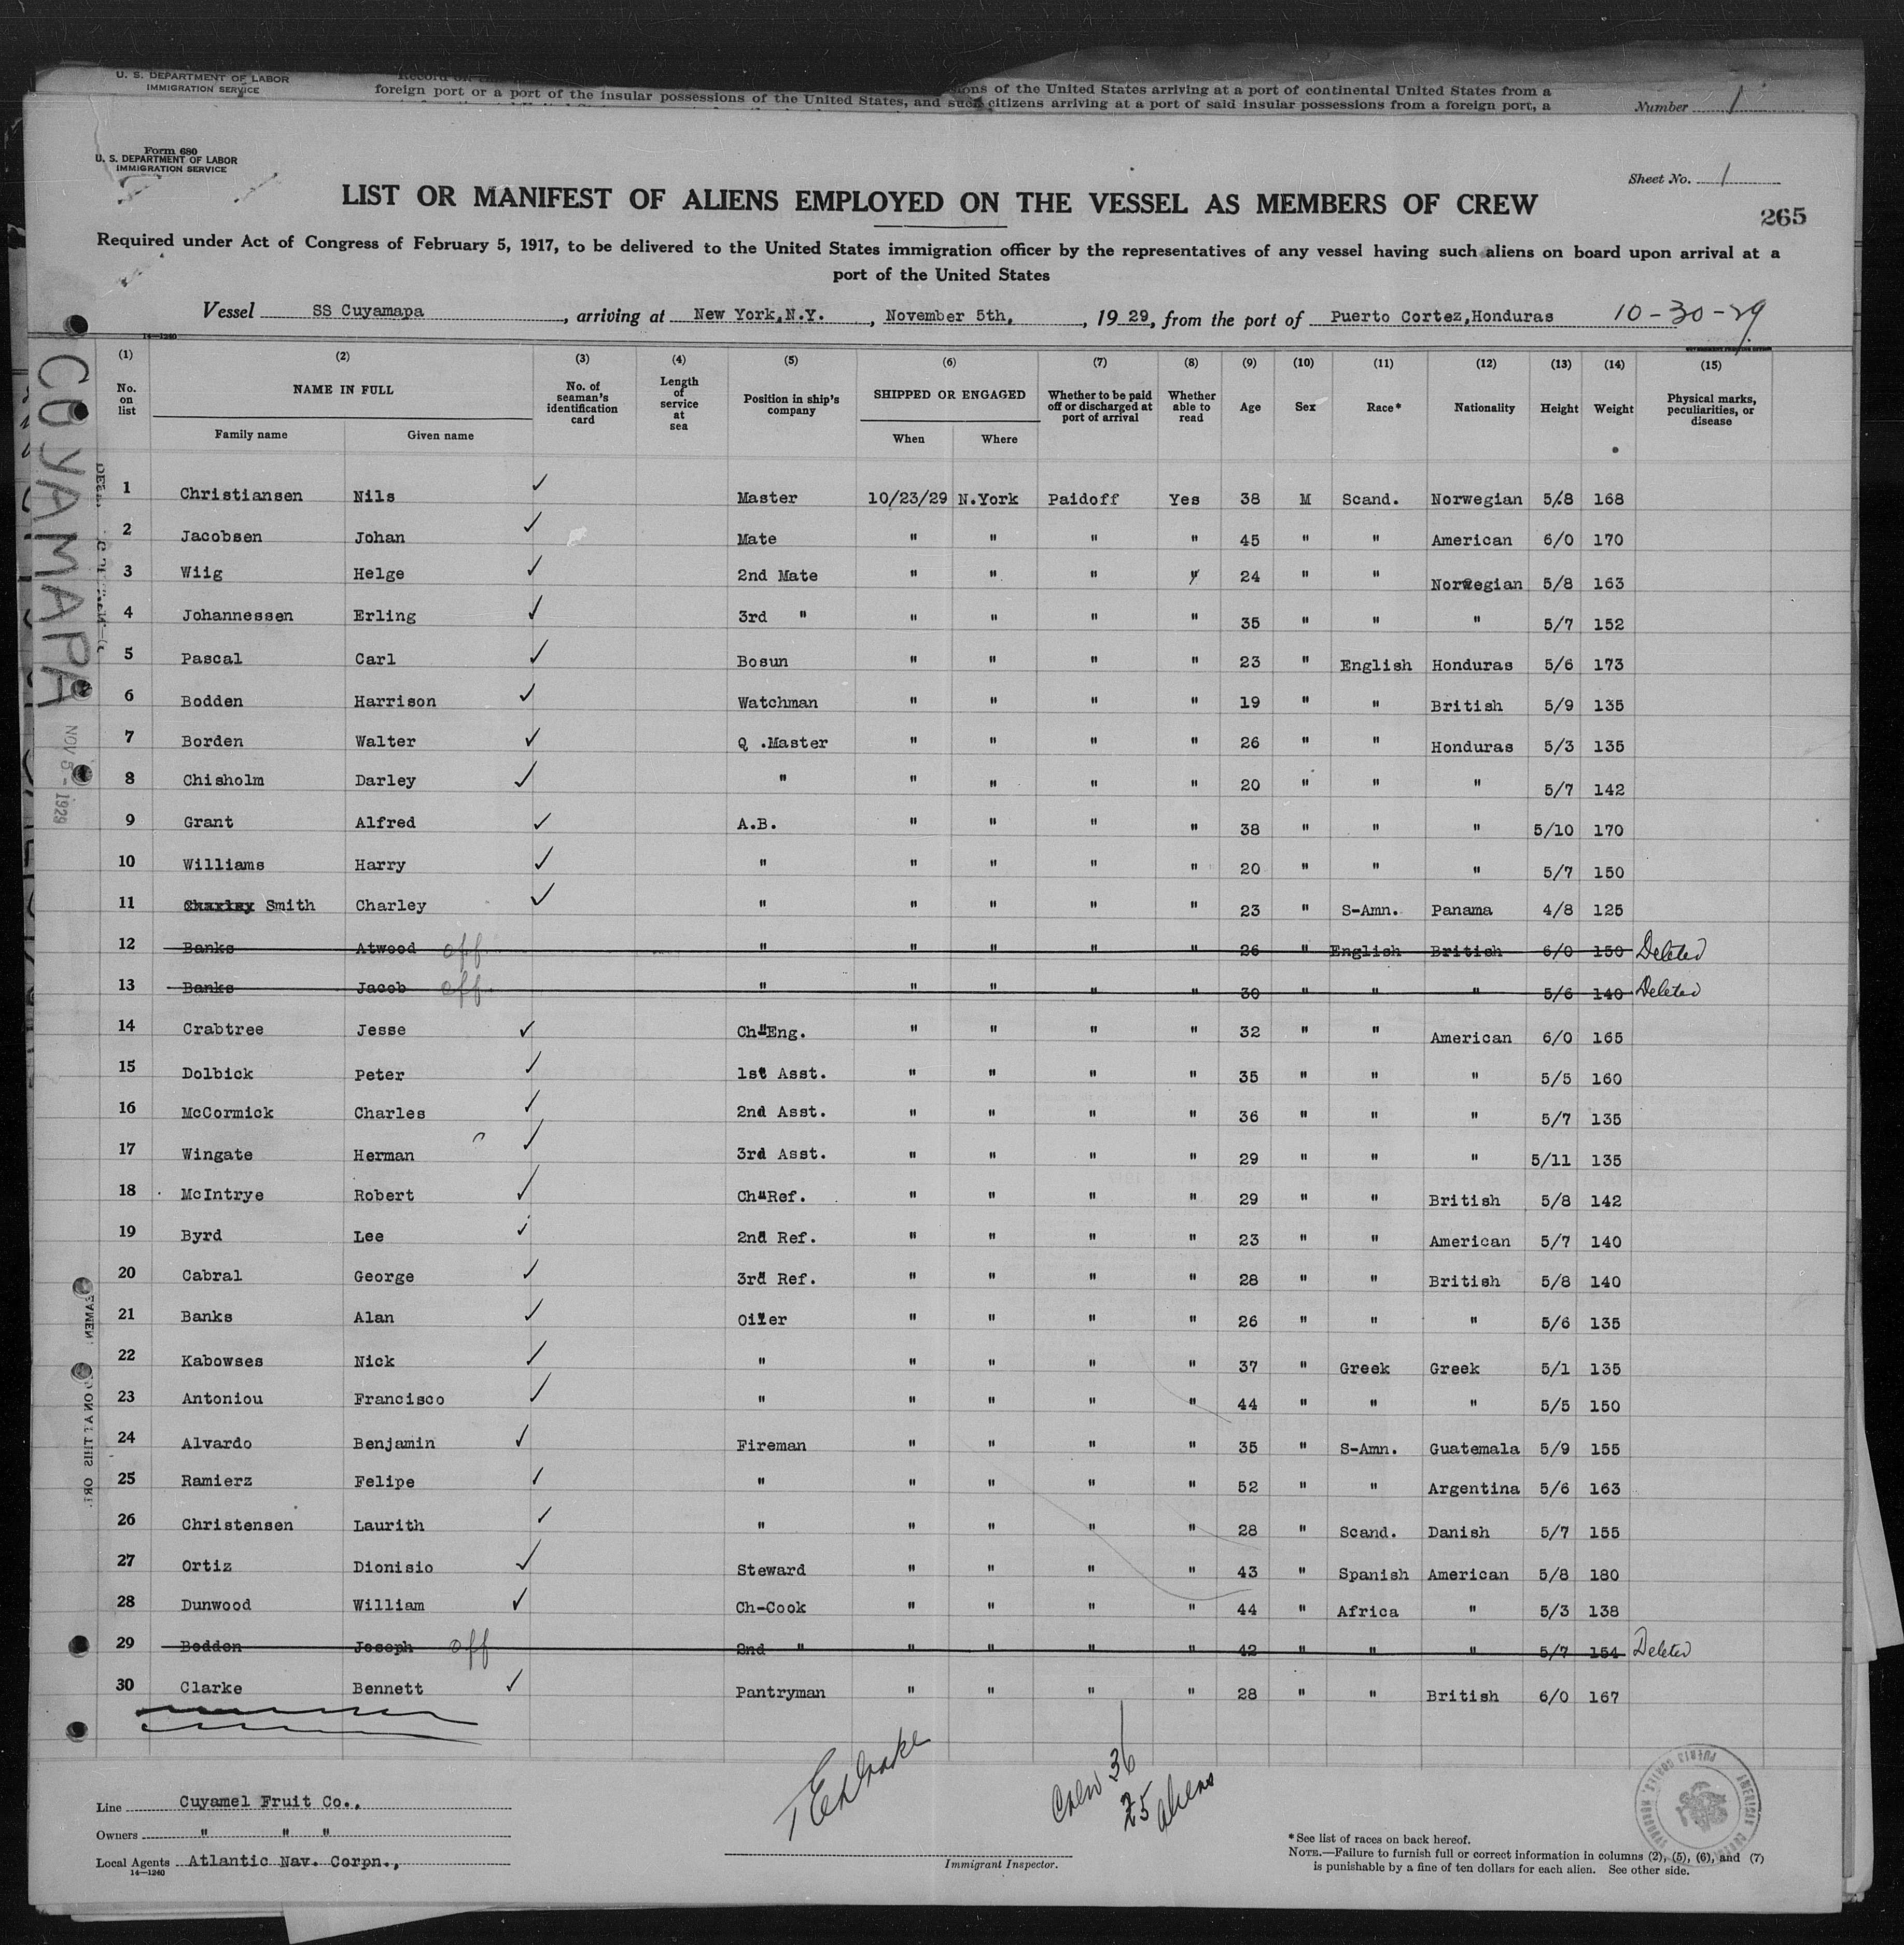 U. S. DEPARTMENT OF LABOR
IMMIGRATION SERVICE
foreign port or a port of the insular possessions of the United States, and such citizens arriving at a port of said insular possessions from a foreign port, a
ions of the United States arriving at a port of continental United States from a
Number 1
Form 680
U. S. DEPARTMENT OF LABOR
IMMIGRATION SERVICE
Sheet No. 1
LIST OR MANIFEST OF ALIENS EMPLOYED ON THE VESSEL AS MEMBERS OF CREW
265
Required under Act of Congress of February 5, 1917, to be delivered to the United States immigration officer by the representatives of any vessel having such aliens on board upon arrival at a
port of the United States
Vessel SS Cuyamapa, arriving at New York,N.Y., November 5th, 1929, from the port of Puerto Cortez,Honduras 10-30-29
14-1240
(1) (2) (3) (4) (5) (6) (7) (8) (9) (10) (11) (12) (13) (14) (15)
No. on list NAME IN FULL Family name Given name No. of seaman's identification card Length of service at sea Position in ship's company SHIPPED OR ENGAGED When Where Whether to be paid off or discharged at port of arrival Whether able to read Age Sex Race* Nationality Height Weight Physical marks, peculiarities, or disease
1 Christiansen Nils ✓ Master 10/23/29 N.York Paidoff Yes 38 M Scand. Norwegian 5/8 168
2 Jacobsen Johan ✓ Mate " " " " 45 " " American 6/0 170
3 Wiig Helge ✓ 2nd Mate " " " " 24 " " Norwegian 5/8 163
4 Johannessen Erling ✓ 3rd " " " " " 35 " " " 5/7 152
5 Pascal Carl ✓ Bosun " " " " 23 " English Honduras 5/6 173
6 Bodden Harrison ✓ Watchman " " " " 19 " " British 5/9 135
7 Borden Walter ✓ Q .Master " " " " 26 " " Honduras 5/3 135
8 Chisholm Darley ✓ " " " " " 20 " " " 5/7 142
9 Grant Alfred ✓ A.B. " " " " 38 " " " 5/10 170
10 Williams Harry ✓ " " " " " 20 " " " 5/7 150
11 Charley Smith Charley ✓ " " " " " 23 " S-Amn. Panama 4/8 125
12 Banks Atwood off " " " " " 26 " English British 6/0 150 Deleted
13 Banks Jacob off " " " " " 30 " " " 5/6 140 Deleted
14 Crabtree Jesse ✓ Ch"Eng. " " " " 32 " " American 6/0 165
15 Dolbick Peter ✓ 1st Asst. " " " " 35 " " " 5/5 160
16 McCormick Charles ✓ 2nd Asst. " " " " 36 " " " 5/7 135
17 Wingate Herman ✓ 3rd Asst. " " " " 29 " " " 5/11 135
18 McIntrye Robert ✓ Ch"Ref. " " " " 29 " " British 5/8 142
19 Byrd Lee ✓ 2nd Ref. " " " " 23 " " American 5/7 140
20 Cabral George ✓ 3rd Ref. " " " " 28 " " British 5/8 140
21 Banks Alan ✓ Oiler " " " " 26 " " " 5/6 135
22 Kabowses Nick ✓ " " " " " 37 " Greek Greek 5/1 135
23 Antoniou Francisco ✓ " " " " " 44 " " " 5/5 150
24 Alvardo Benjamin ✓ Fireman " " " " 35 " S-Amn. Guatemala 5/9 155
25 Ramierz Felipe ✓ " " " " " 52 " " Argentina 5/6 163
26 Christensen Laurith ✓ " " " " " 28 " Scand. Danish 5/7 155
27 Ortiz Dionisio ✓ Steward " " " " 43 " Spanish American 5/8 180
28 Dunwood William ✓ Ch-Cook " " " " 44 " Africa " 5/3 138
29 Bodden Joseph off 2nd " " " " " 42 " " " 5/7 154 Deleted
30 Clarke Bennett ✓ Pantryman " " " " 28 " " British 6/0 167
CUYAMAPA
NOV 5- 1929
Crew 36
25 aliens
Line Cuyamel Fruit Co.,
Owners " " "
Local Agents Atlantic Nav. Corpn.,
14-1240
Immigrant Inspector.
*See list of races on back hereof.
NOTE.—Failure to furnish full or correct information in columns (2), (5), (6), and (7)
is punishable by a fine of ten dollars for each alien. See other side.